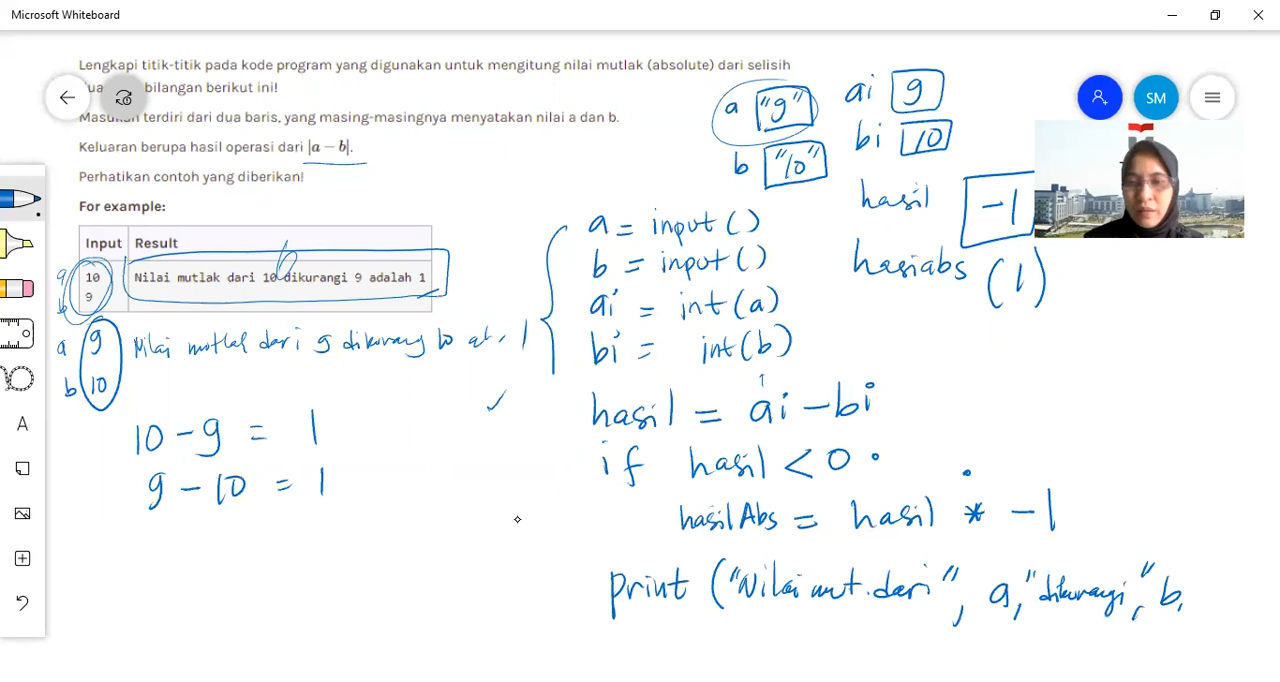 Microsoft Whiteboard
Lengkapi titik-titik pada kode program yang digunakan untuk mengitung nilai mutlak (absolute) dari selisih
bilangan berikut ini!
Masukan terdiri dari dua baris, yang masing-masingnya menyatakan nilai a dan b.
Keluaran berupa hasil operasi dari |a − b|.
Perhatikan contoh yang diberikan!
For example:
Input Result
a 10 Nilai mutlak dari 10 dikurangi 9 adalah 1
b 9
a 9 Nilai mutlak dari 9 dikurang 10 ad. 1
b 10
10 - 9 = 1
9 - 10 = 1
a "9" ai 9
b "10" bi 10
hasil -1
hasilabs (1)
a = input ()
b = input ()
ai = int (a)
bi = int (b)
hasil = ai - bi
if hasil < 0 :
hasilAbs = hasil * -1
print ("Nilai mut. dari", a, "dikurangi", b,
SM
A